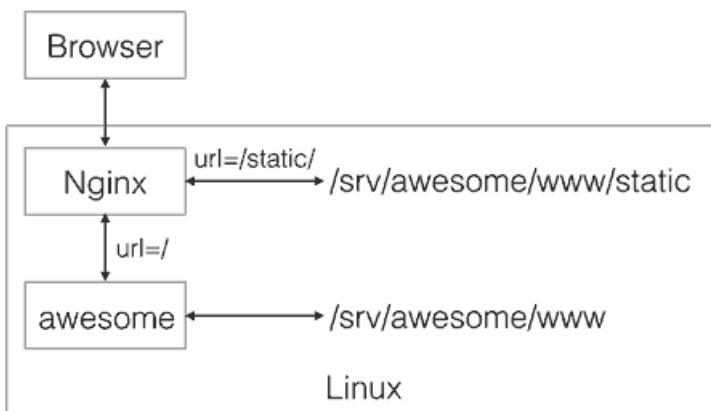 Browser
Nginx
url=/static/
/srv/awesome/www/static
url=/
awesome
/srv/awesome/www
Linux